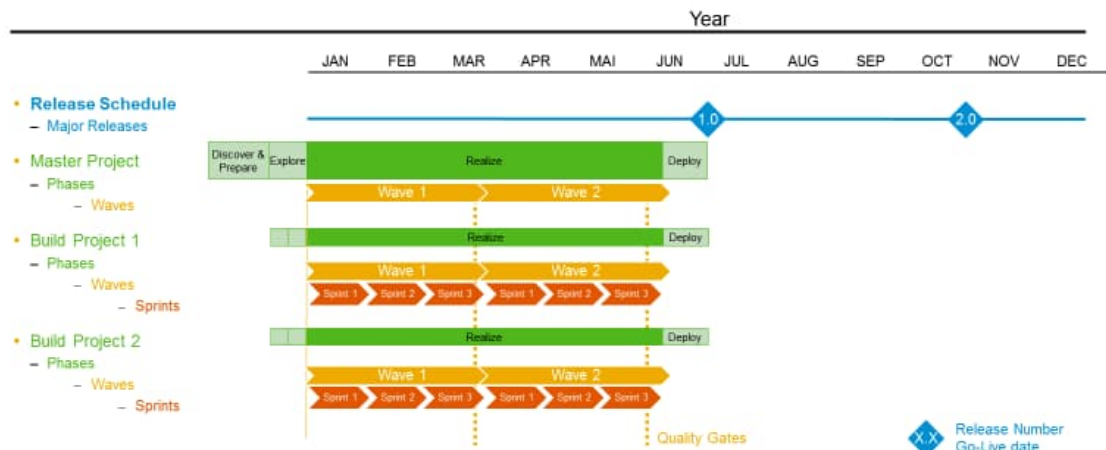 Year
JAN FEB MAR APR MAI JUN JUL AUG SEP OCT NOV DEC
• Release Schedule
– Major Releases
1.0 2.0
• Master Project
– Phases
– Waves
Discover &
Prepare
Explore
Realize
Deploy
Wave 1 Wave 2
• Build Project 1
– Phases
– Waves
– Sprints
Realize
Deploy
Wave 1 Wave 2
Sprint 1 Sprint 2 Sprint 3 Sprint 1 Sprint 2 Sprint 3
• Build Project 2
– Phases
– Waves
– Sprints
Realize
Deploy
Wave 1 Wave 2
Sprint 1 Sprint 2 Sprint 3 Sprint 1 Sprint 2 Sprint 3
Quality Gates
X.X
Release Number
Go-Live date